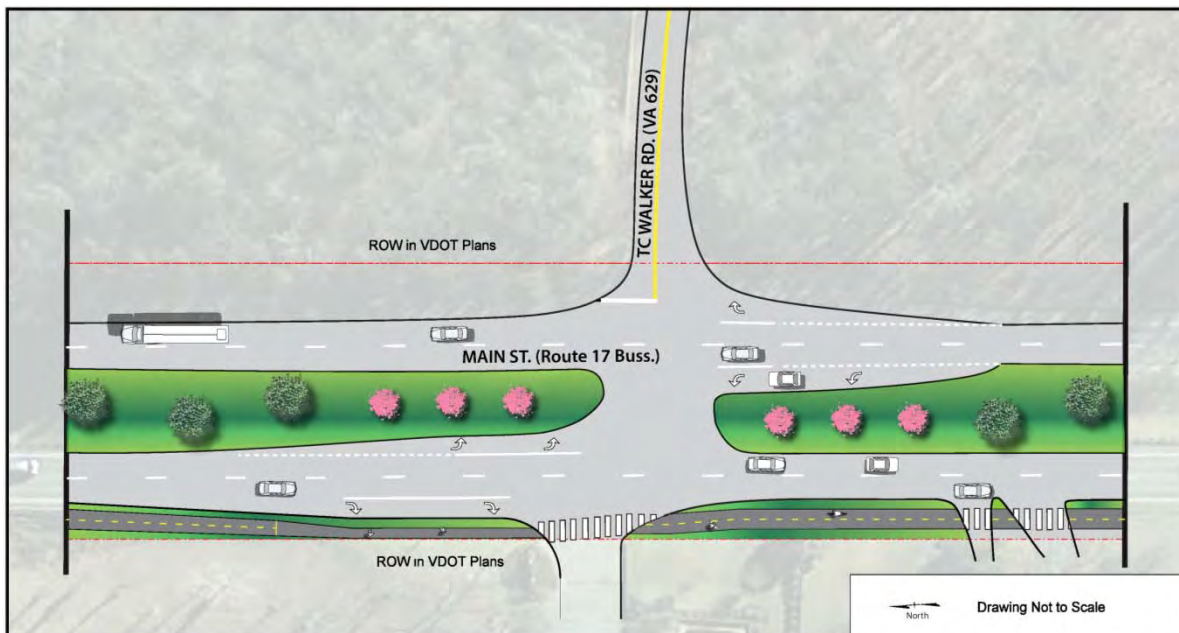 TC WALKER RD. (VA 629)
ROW in VDOT Plans
MAIN ST. (Route 17 Buss.)
ROW in VDOT Plans
North
Drawing Not to Scale